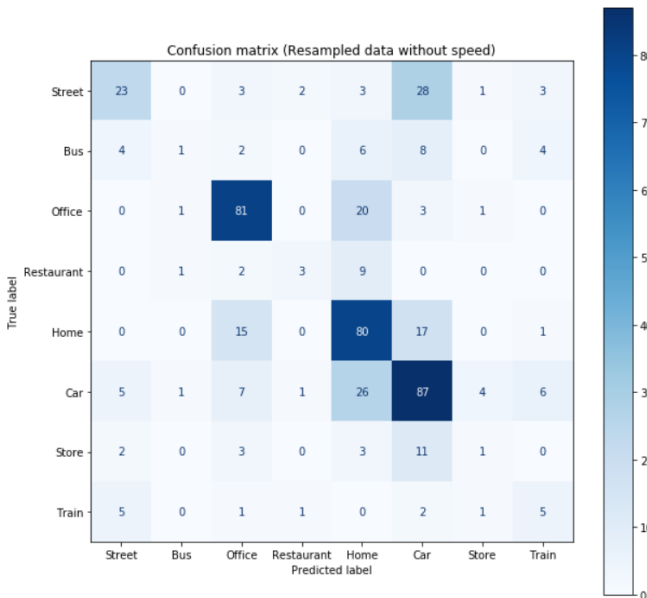 Confusion matrix (Resampled data without speed)
Street 23 0 3 2 3 28 1 3
Bus 4 1 2 0 6 8 0 4
Office 0 1 81 0 20 3 1 0
Restaurant 0 1 2 3 9 0 0 0
Home 0 0 15 0 80 17 0 1
Car 5 1 7 1 26 87 4 6
Store 2 0 3 0 3 11 1 0
Train 5 0 1 1 0 2 1 5
Street Bus Office Restaurant Home Car Store Train
Predicted label
True label
0